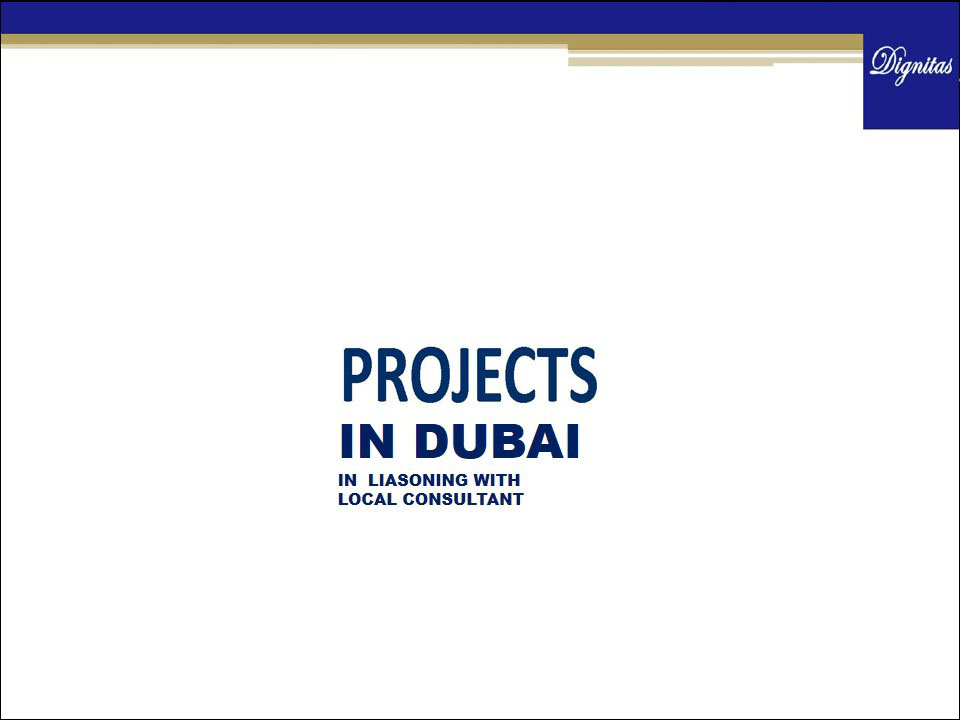 Dignitas
PROJECTS
IN DUBAI
IN LIASONING WITH
LOCAL CONSULTANT